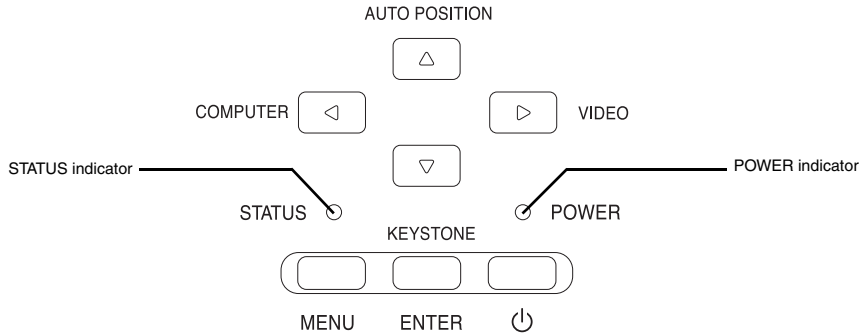 AUTO POSITION
COMPUTER
VIDEO
STATUS indicator
POWER indicator
STATUS
POWER
KEYSTONE
MENU
ENTER